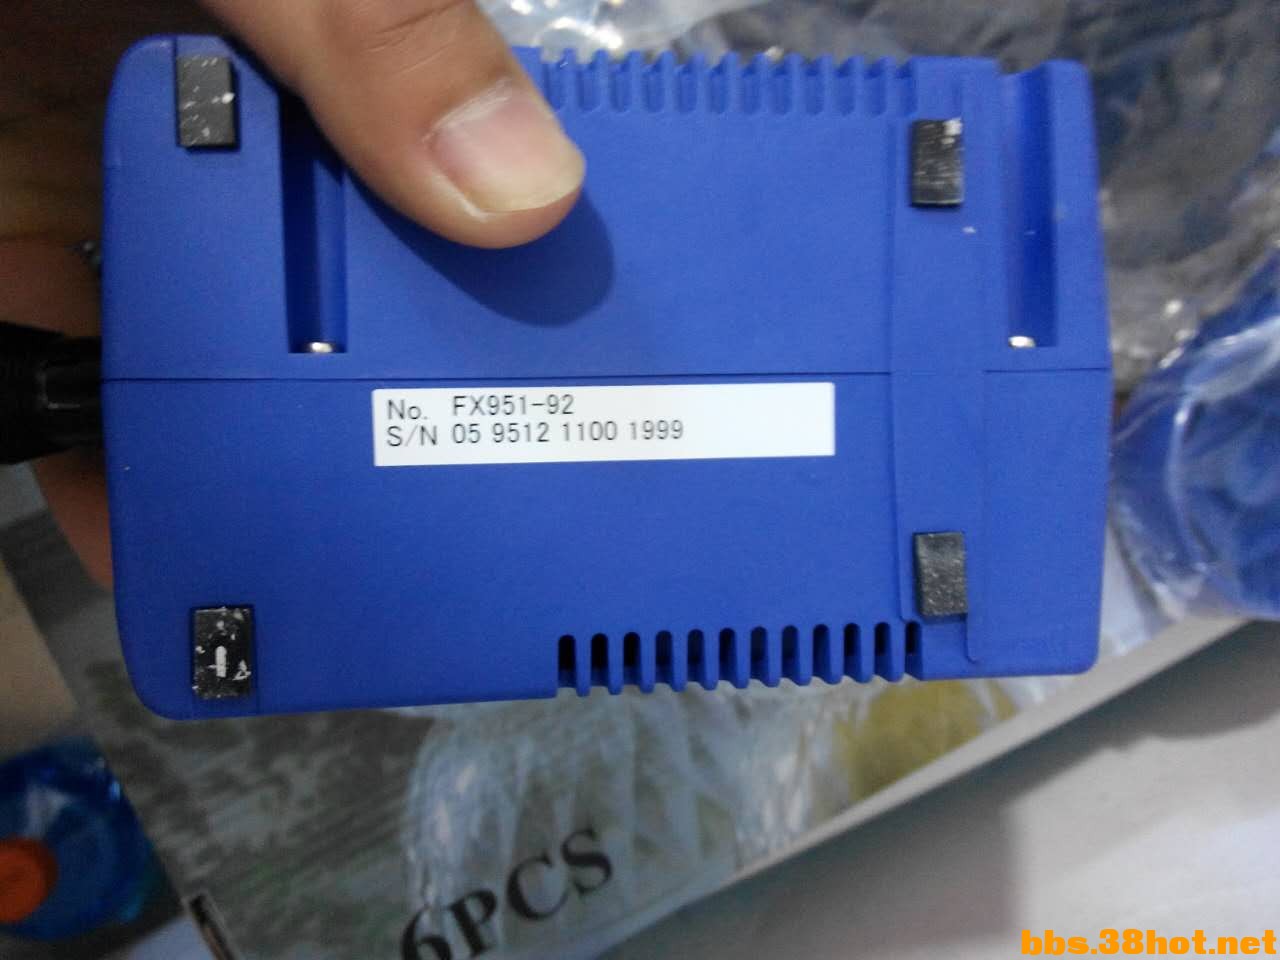 No. FX951-92
S/N 05 9512 1100 1999
6PCS
bbs.38hot.net